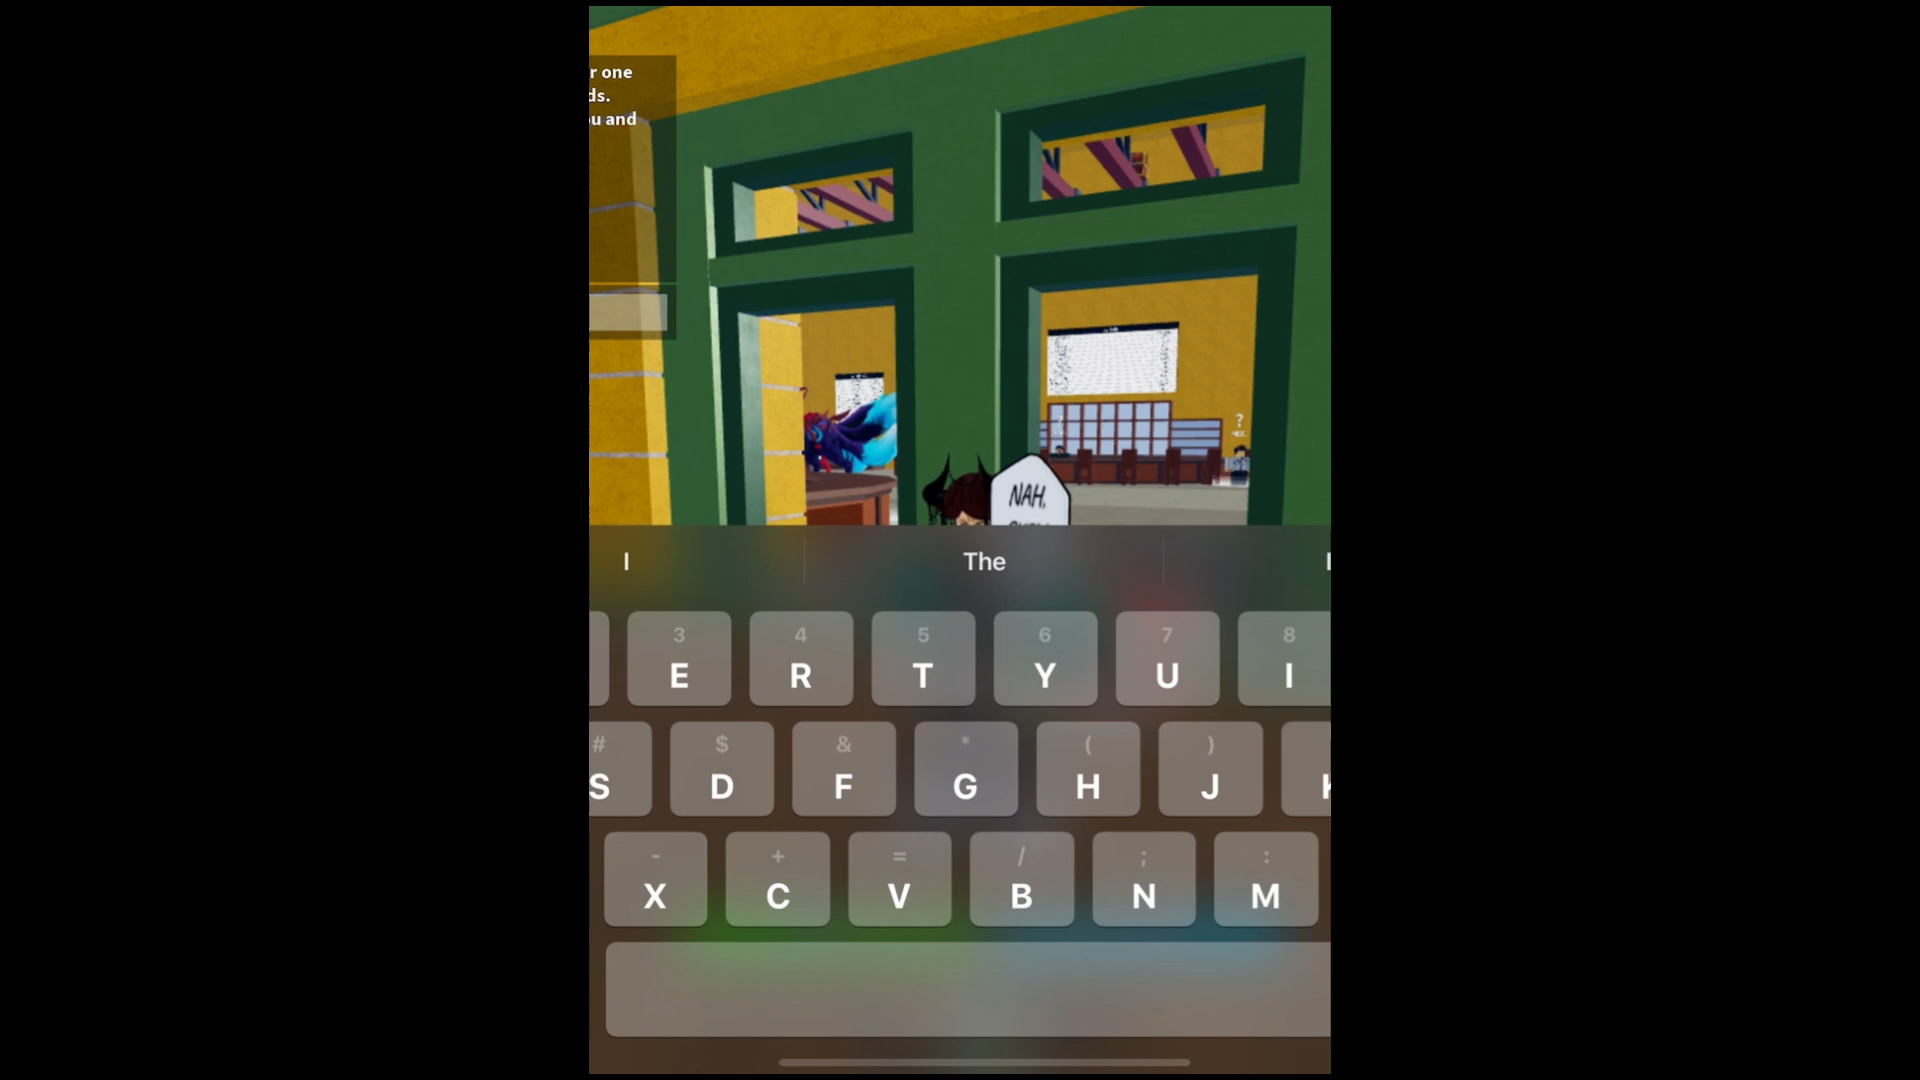 r one
ds.
u and
NAH,
I
The
3 4 5 6 7 8
E R T Y U I
# $ & * ( )
S D F G H J K
- + = / ; :
X C V B N M